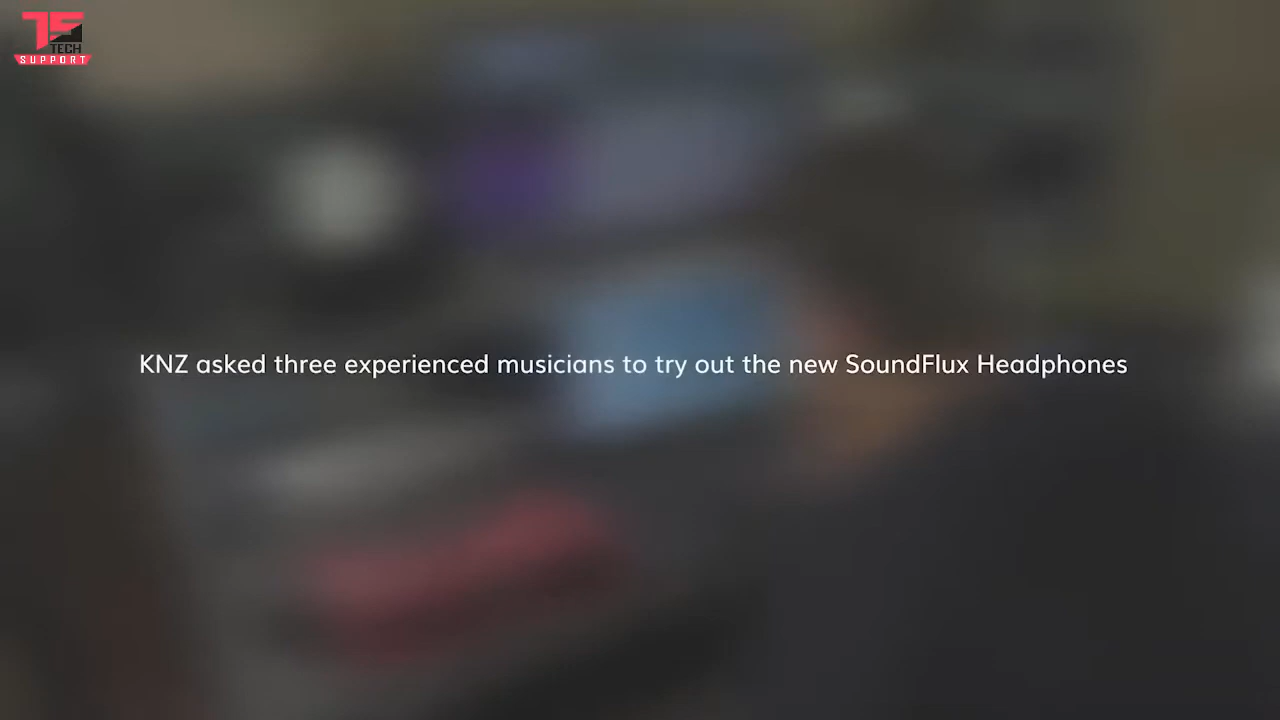 TS
TECH
SUPPORT
KNZ asked three experienced musicians to try out the new SoundFlux Headphones